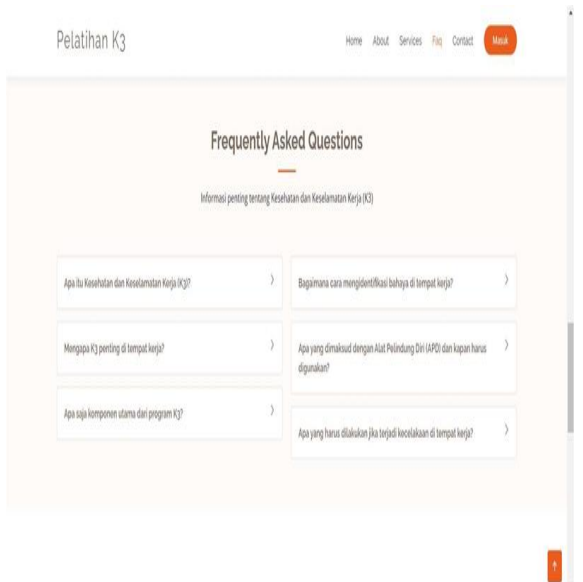 Pelatihan K3
Home About Services Faq Contact Masuk
Frequently Asked Questions
Informasi penting tentang Kesehatan dan Keselamatan Kerja (K3)
Apa itu Kesehatan dan Keselamatan Kerja (K3)?
Mengapa K3 penting di tempat kerja?
Apa saja komponen utama dari program K3?
Bagaimana cara mengidentifikasi bahaya di tempat kerja?
Apa yang dimaksud dengan Alat Pelindung Diri (APD) dan kapan harus
digunakan?
Apa yang harus dilakukan jika terjadi kecelakaan di tempat kerja?